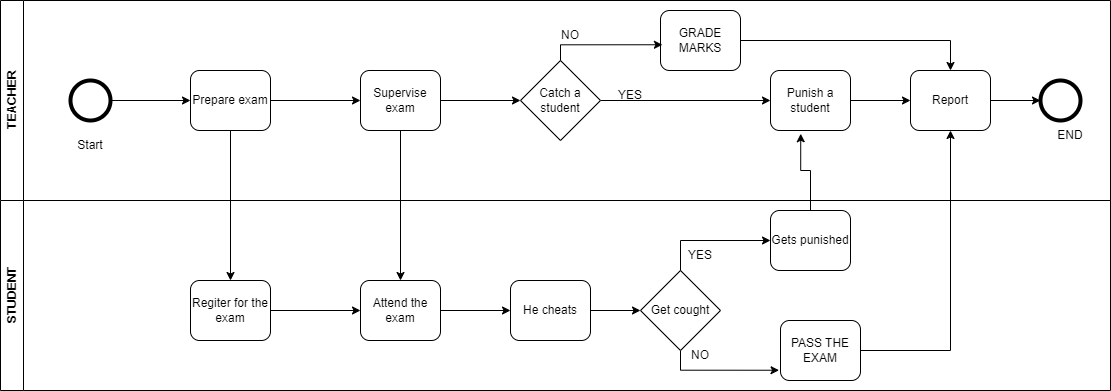 TEACHER
Start
Prepare exam
Supervise
exam
Catch a
student
NO
YES
GRADE
MARKS
Punish a
student
Report
END
STUDENT
Regiter for the
exam
Attend the
exam
He cheats
Get cought
YES
NO
Gets punished
PASS THE
EXAM